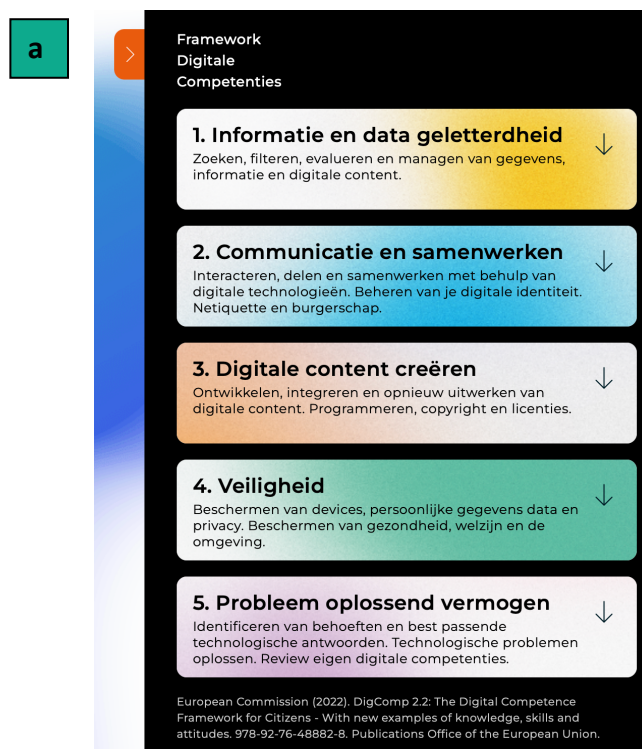 a
Framework
Digitale
Competenties
1. Informatie en data geletterdheid
Zoeken, filteren, evalueren en managen van gegevens,
informatie en digitale content.
2. Communicatie en samenwerken
Interacteren, delen en samenwerken met behulp van
digitale technologieën. Beheren van je digitale identiteit.
Netiquette en burgerschap.
3. Digitale content creëren
Ontwikkelen, integreren en opnieuw uitwerken van
digitale content. Programmeren, copyright en licenties.
4. Veiligheid
Beschermen van devices, persoonlijke gegevens data en
privacy. Beschermen van gezondheid, welzijn en de
omgeving.
5. Probleem oplossend vermogen
Identificeren van behoeften en best passende
technologische antwoorden. Technologische problemen
oplossen. Review eigen digitale competenties.
European Commission (2022). DigComp 2.2: The Digital Competence
Framework for Citizens - With new examples of knowledge, skills and
attitudes. 978-92-76-48882-8. Publications Office of the European Union.